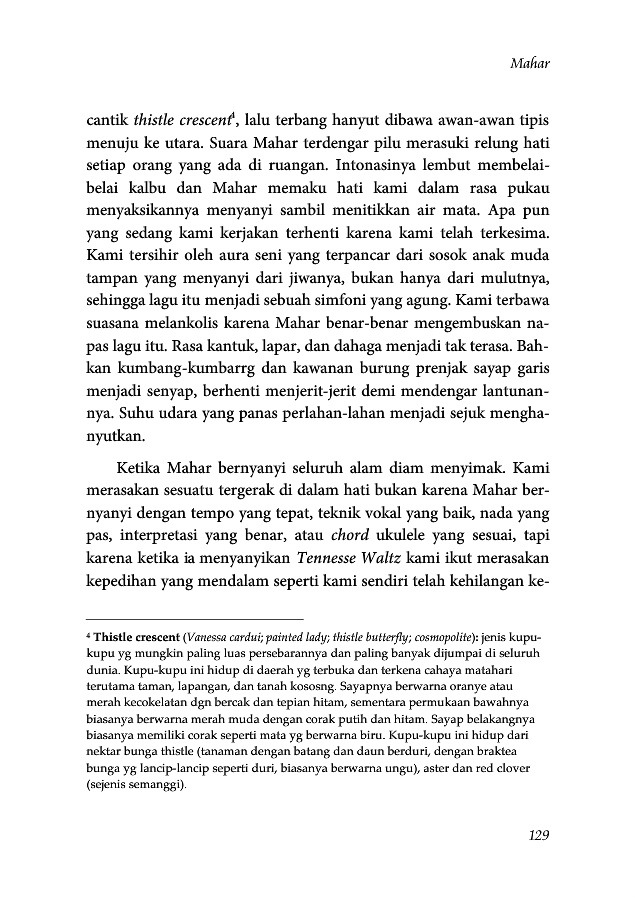 Mahar
cantik thistle crescent⁴, lalu terbang hanyut dibawa awan-awan tipis
menuju ke utara. Suara Mahar terdengar pilu merasuki relung hati
setiap orang yang ada di ruangan. Intonasinya lembut membelai-
belai kalbu dan Mahar memaku hati kami dalam rasa pukau
menyaksikannya menyanyi sambil menitikkan air mata. Apa pun
yang sedang kami kerjakan terhenti karena kami telah terkesima.
Kami tersihir oleh aura seni yang terpancar dari sosok anak muda
tampan yang menyanyi dari jiwanya, bukan hanya dari mulutnya,
sehingga lagu itu menjadi sebuah simfoni yang agung. Kami terbawa
suasana melankolis karena Mahar benar-benar mengembuskan na-
pas lagu itu. Rasa kantuk, lapar, dan dahaga menjadi tak terasa. Bah-
kan kumbang-kumbarrg dan kawanan burung prenjak sayap garis
menjadi senyap, berhenti menjerit-jerit demi mendengar lantunan-
nya. Suhu udara yang panas perlahan-lahan menjadi sejuk mengha-
nyutkan.
Ketika Mahar bernyanyi seluruh alam diam menyimak. Kami
merasakan sesuatu tergerak di dalam hati bukan karena Mahar ber-
nyanyi dengan tempo yang tepat, teknik vokal yang baik, nada yang
pas, interpretasi yang benar, atau chord ukulele yang sesuai, tapi
karena ketika ia menyanyikan Tennesse Waltz kami ikut merasakan
kepedihan yang mendalam seperti kami sendiri telah kehilangan ke-
⁴ Thistle crescent (Vanessa cardui; painted lady; thistle butterfly; cosmopolite): jenis kupu-
kupu yg mungkin paling luas persebarannya dan paling banyak dijumpai di seluruh
dunia. Kupu-kupu ini hidup di daerah yg terbuka dan terkena cahaya matahari
terutama taman, lapangan, dan tanah kososng. Sayapnya berwarna oranye atau
merah kecokelatan dgn bercak dan tepian hitam, sementara permukaan bawahnya
biasanya berwarna merah muda dengan corak putih dan hitam. Sayap belakangnya
biasanya memiliki corak seperti mata yg berwarna biru. Kupu-kupu ini hidup dari
nektar bunga thistle (tanaman dengan batang dan daun berduri, dengan braktea
bunga yg lancip-lancip seperti duri, biasanya berwarna ungu), aster dan red clover
(sejenis semanggi).
129